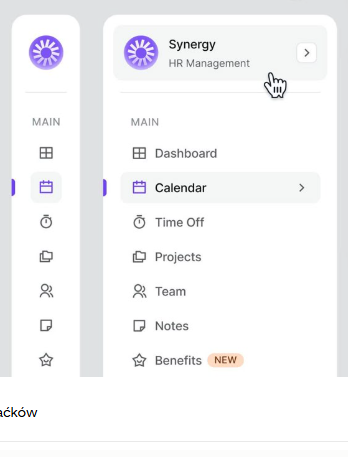 MAIN
Synergy
HR Management
MAIN
Dashboard
Calendar
Time Off
Projects
Team
Notes
Benefits NEW
aćków